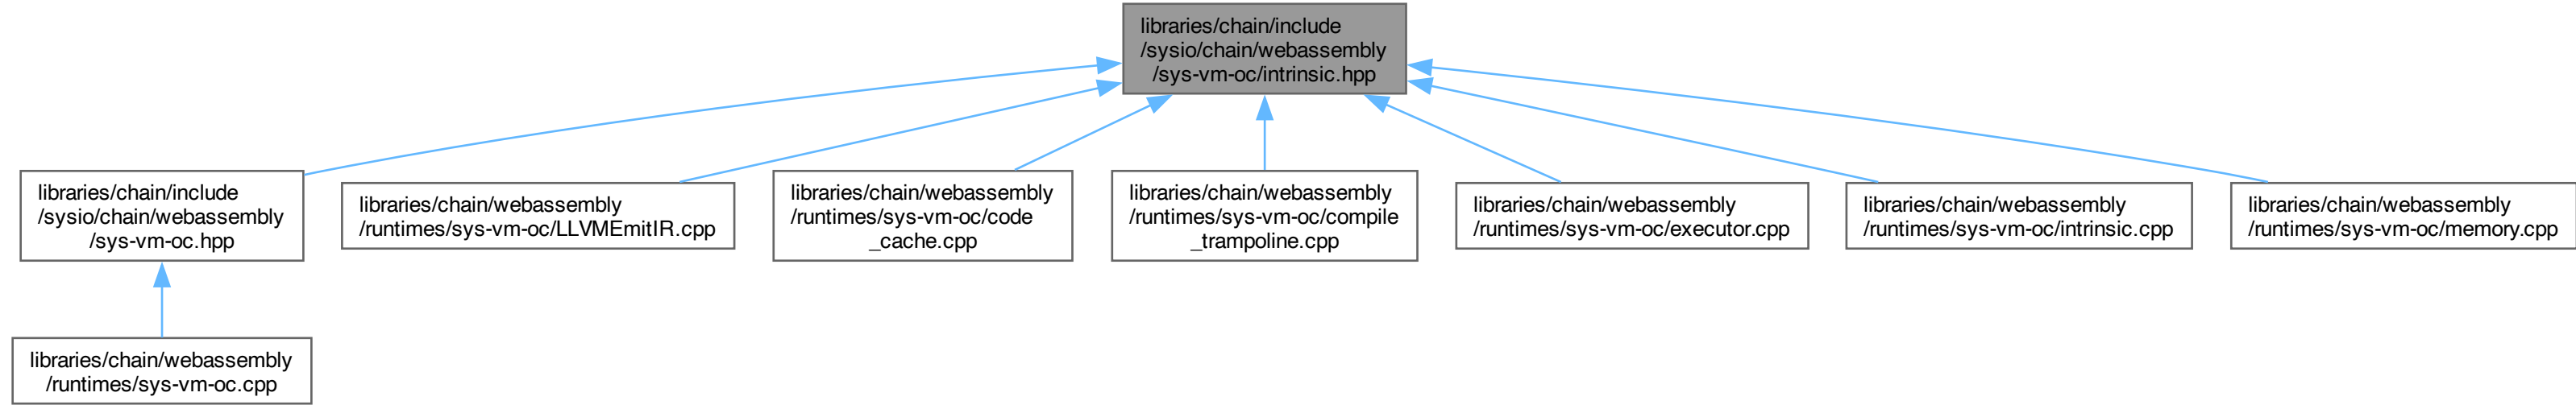 libraries/chain/include
/sysio/chain/webassembly
/sys-vm-oc/intrinsic.hpp
libraries/chain/include
/sysio/chain/webassembly
/sys-vm-oc.hpp
libraries/chain/webassembly
/runtimes/sys-vm-oc/LLVMEmitIR.cpp
libraries/chain/webassembly
/runtimes/sys-vm-oc/code
_cache.cpp
libraries/chain/webassembly
/runtimes/sys-vm-oc/compile
_trampoline.cpp
libraries/chain/webassembly
/runtimes/sys-vm-oc/executor.cpp
libraries/chain/webassembly
/runtimes/sys-vm-oc/intrinsic.cpp
libraries/chain/webassembly
/runtimes/sys-vm-oc/memory.cpp
libraries/chain/webassembly
/runtimes/sys-vm-oc.cpp